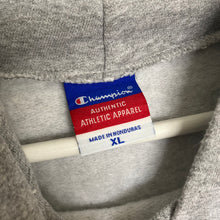 Champion
AUTHENTIC
ATHLETIC APPAREL
MADE IN HONDURAS
XL